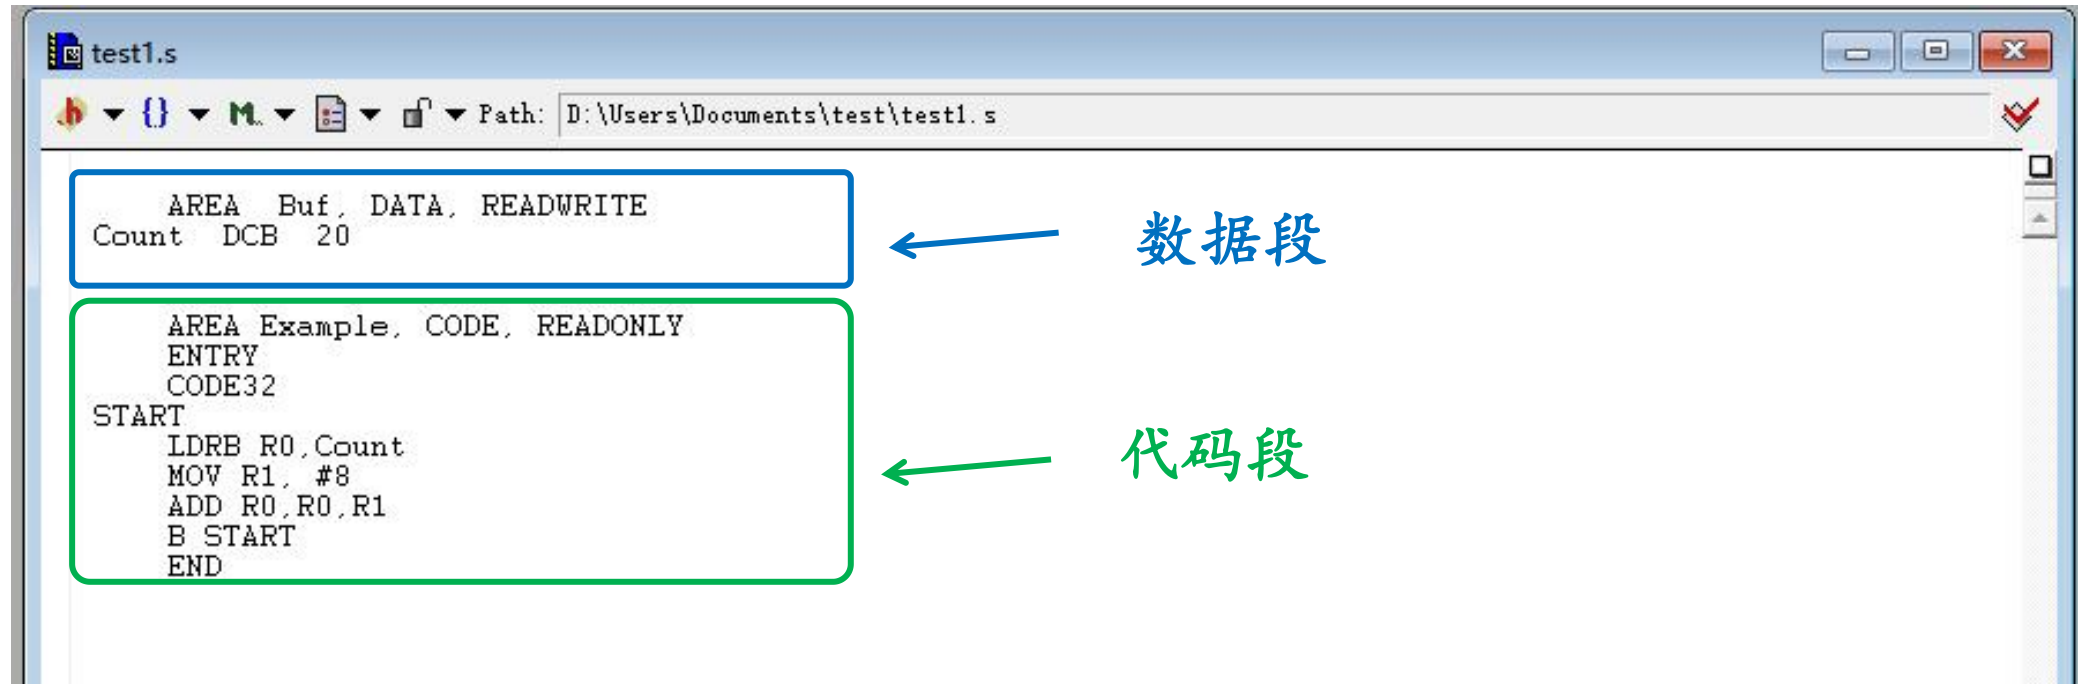 test1.s
Path: D:\Users\Documents\test\test1.s
AREA Buf, DATA, READWRITE
Count DCB 20
数据段
AREA Example, CODE, READONLY
ENTRY
CODE32
START
LDRB R0,Count
MOV R1, #8
ADD R0,R0,R1
B START
END
代码段